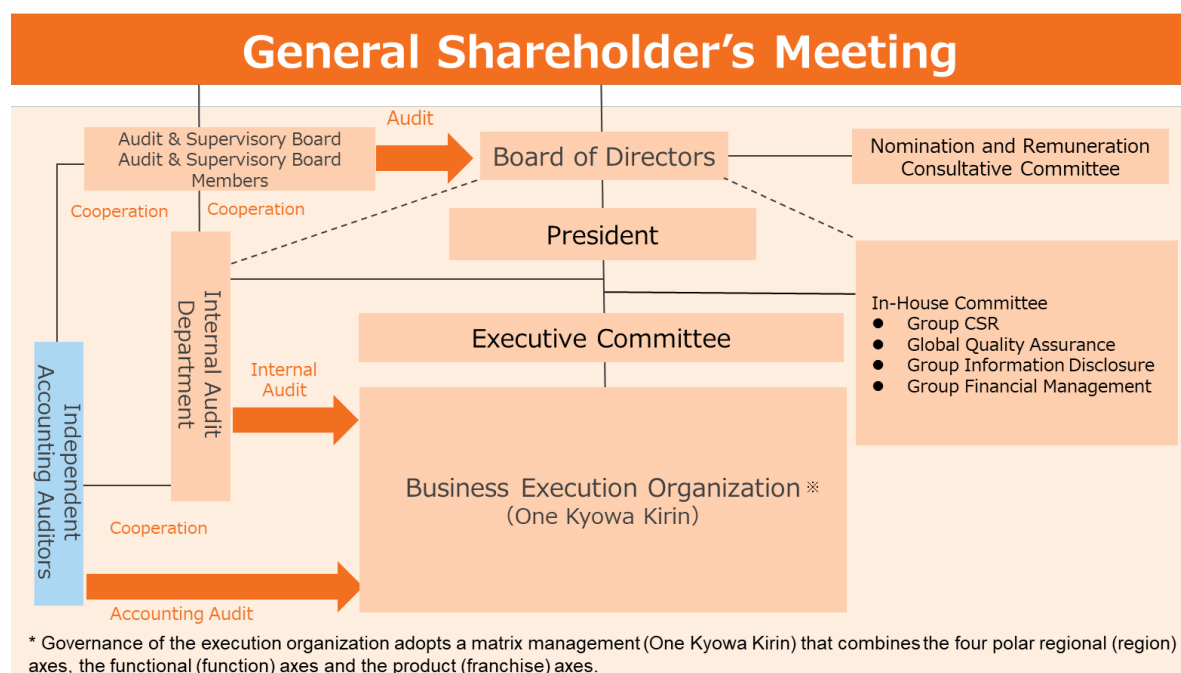 General Shareholder’s Meeting
Audit & Supervisory Board
Audit & Supervisory Board
Members
Audit
Board of Directors
Nomination and Remuneration
Consultative Committee
Cooperation
Cooperation
President
Internal Audit
Department
In-House Committee
● Group CSR
● Global Quality Assurance
● Group Information Disclosure
● Group Financial Management
Executive Committee
Internal
Audit
Independent
Accounting Auditors
Business Execution Organization※
（One Kyowa Kirin）
Cooperation
Accounting Audit
* Governance of the execution organization adopts a matrix management (One Kyowa Kirin) that combines the four polar regional (region)
axes, the functional (function) axes and the product (franchise) axes.